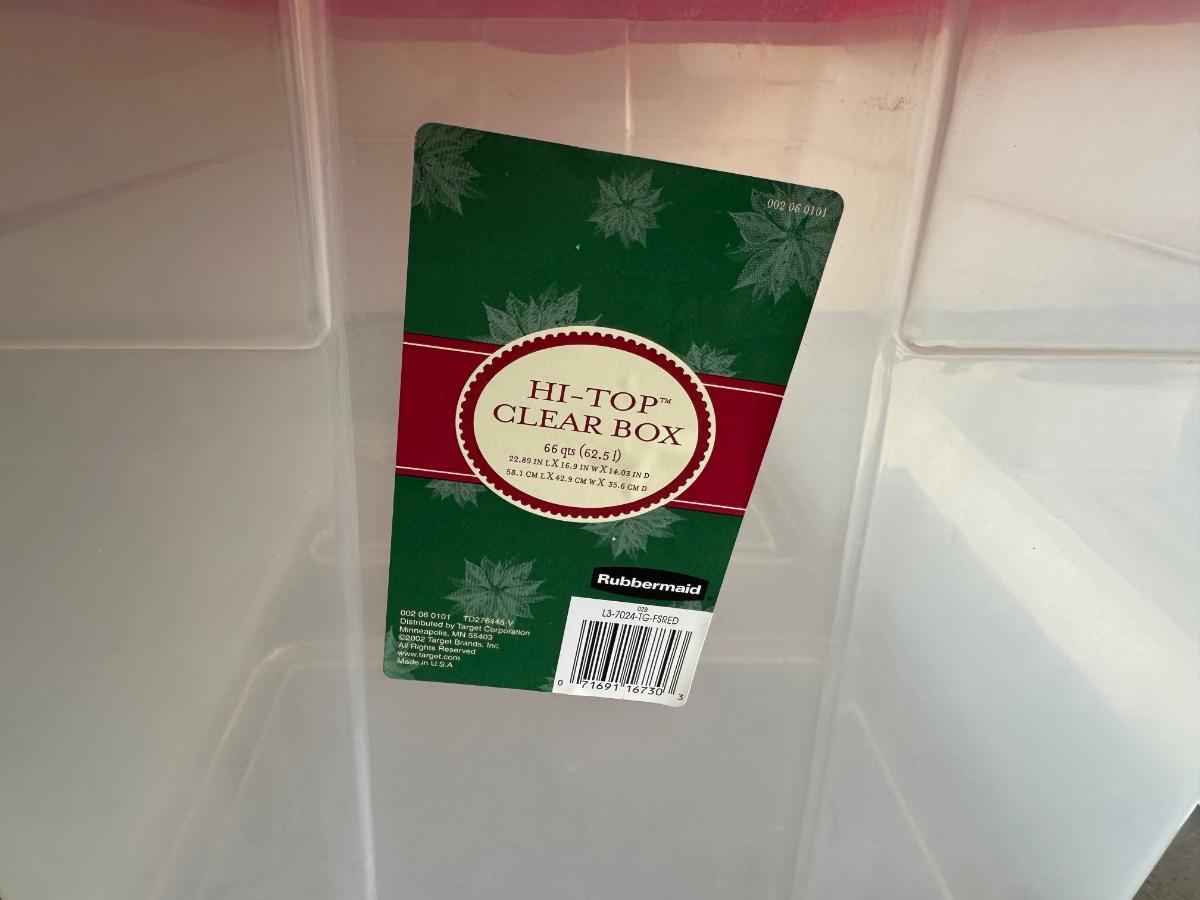 002 06 0101
HI-TOP™
CLEAR BOX
66 qts (62.5 l)
22.89 IN L X 16.9 IN W X 14.03 IN D
58.1 CM L X 42.9 CM W X 35.6 CM D
Rubbermaid
028
L3-7024-TG-FSRED
002 06 0101 TD276445-V
Distributed by Target Corporation
Minneapolis, MN 55403
©2002 Target Brands, Inc.
All Rights Reserved
www.target.com
Made in U.S.A
0 71691 16730 3